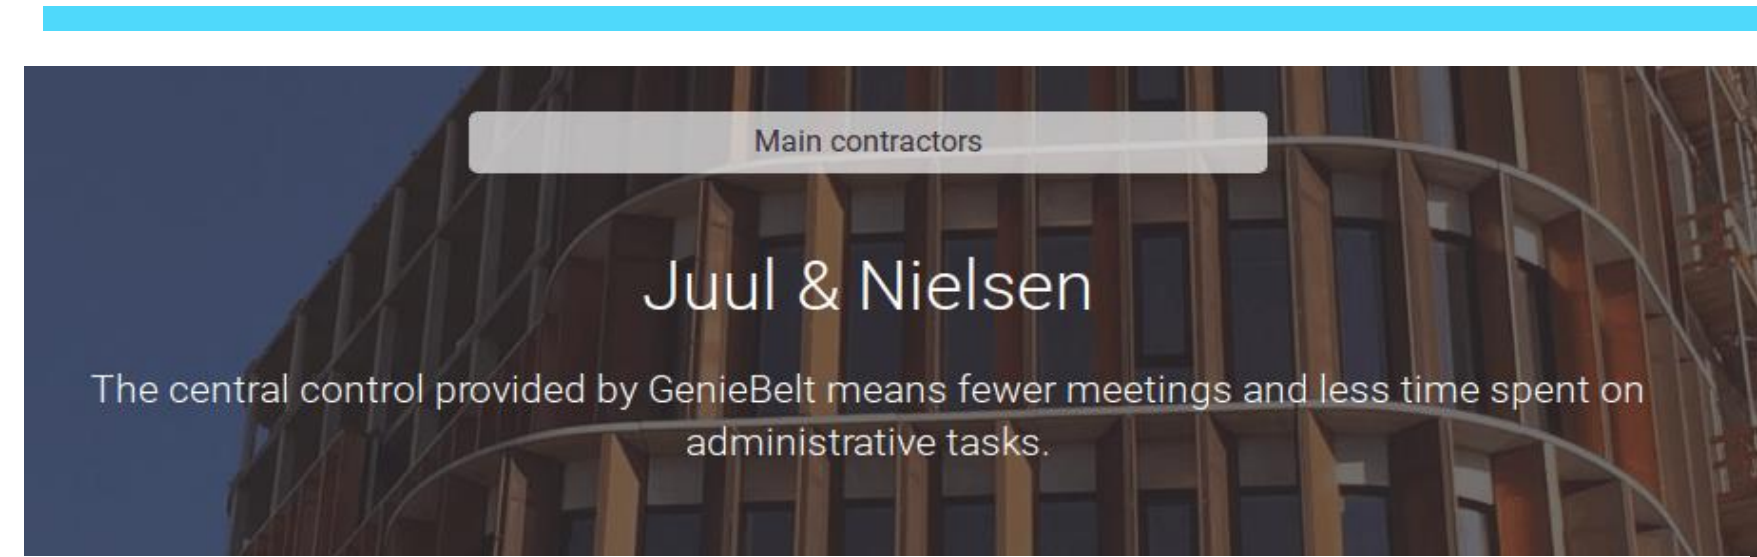 Main contractors
Juul & Nielsen
The central control provided by GenieBelt means fewer meetings and less time spent on
administrative tasks.